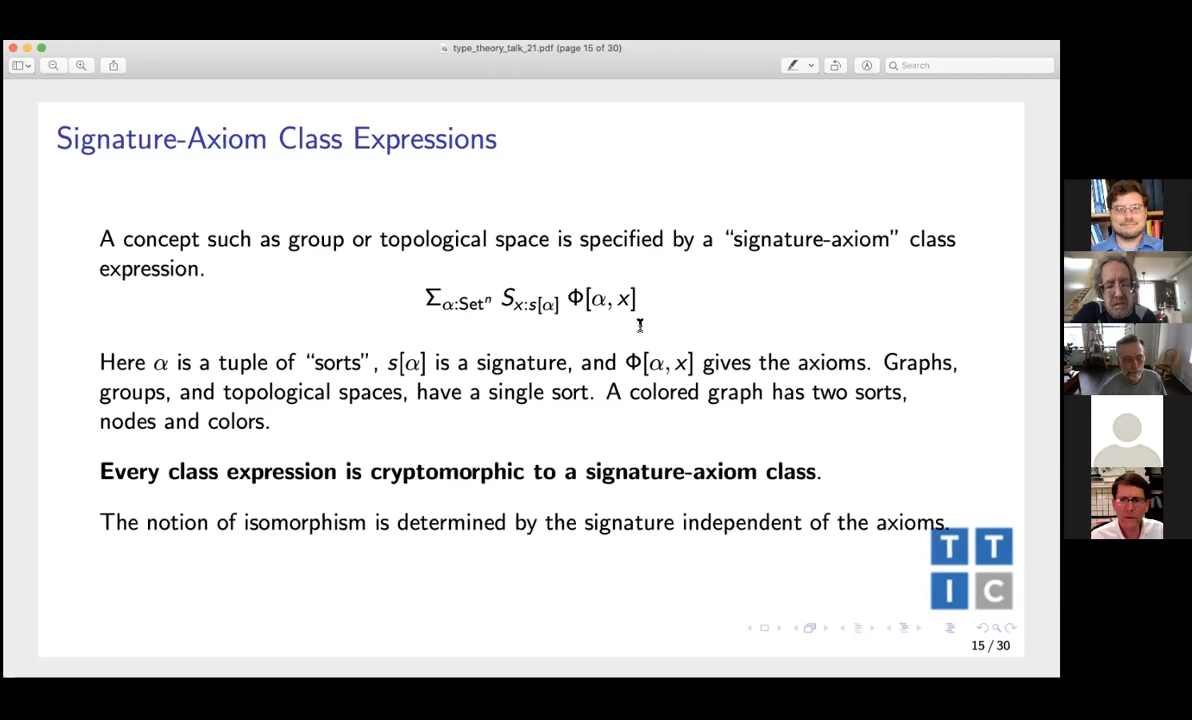 type_theory_talk_21.pdf (page 15 of 30)
Search
Signature-Axiom Class Expressions
A concept such as group or topological space is specified by a “signature-axiom” class
expression.
Σ_{α:Set^n} S_{x:s[α]} Φ[α, x]
Here α is a tuple of “sorts”, s[α] is a signature, and Φ[α, x] gives the axioms. Graphs,
groups, and topological spaces, have a single sort. A colored graph has two sorts,
nodes and colors.
Every class expression is cryptomorphic to a signature-axiom class.
The notion of isomorphism is determined by the signature independent of the axioms.
T T
I C
15 / 30